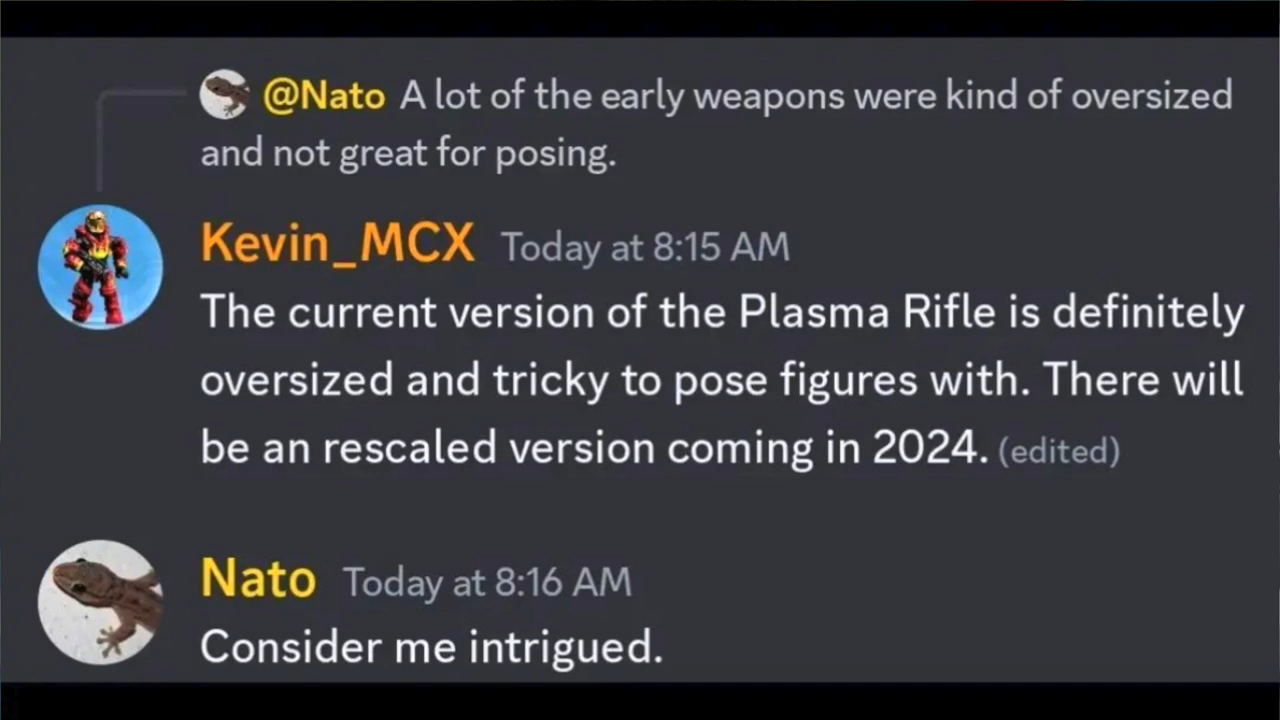 @Nato A lot of the early weapons were kind of oversized
and not great for posing.
Kevin_MCX Today at 8:15 AM
The current version of the Plasma Rifle is definitely
oversized and tricky to pose figures with. There will
be an rescaled version coming in 2024. (edited)
Nato Today at 8:16 AM
Consider me intrigued.